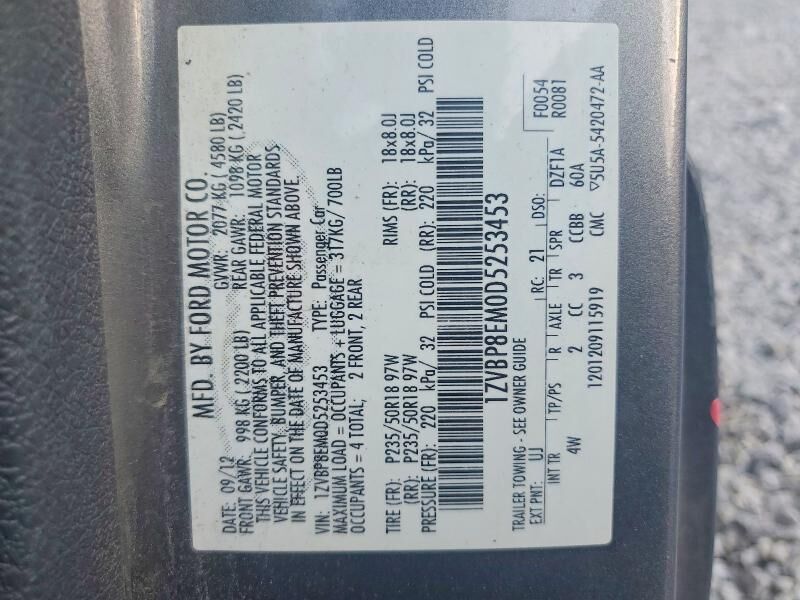 MFD. BY FORD MOTOR CO.
DATE: 09/12 GVWR: 2077 KG ( 4580 LB)
FRONT GAWR: 998 KG ( 2200 LB) REAR GAWR: 1098 KG ( 2420 LB)
THIS VEHICLE CONFORMS TO ALL APPLICABLE FEDERAL MOTOR
VEHICLE SAFETY, BUMPER, AND THEFT PREVENTION STANDARDS
IN EFFECT ON THE DATE OF MANUFACTURE SHOWN ABOVE.
VIN: 1ZVBP8EM0D5253453 TYPE: Passenger Car
MAXIMUM LOAD = OCCUPANTS + LUGGAGE = 317KG/ 700LB
OCCUPANTS = 4 TOTAL; 2 FRONT, 2 REAR
TIRE (FR): P235/50R18 97W RIMS (FR): 18x8.0J
(RR): P235/50R18 97W (RR): 18x8.0J
PRESSURE (FR): 220 kPa/ 32 PSI COLD (RR): 220 kPa/ 32 PSI COLD
1ZVBP8EM0D5253453
TRAILER TOWING - SEE OWNER GUIDE F0054
EXT PNT: UJ RC: 21 DSO: R0081
INT TR TP/PS R AXLE TR SPR DZF1A
4W 2 CC 3 CCBB 60A
1201209115919 CMC ▽5U5A-5420472-AA